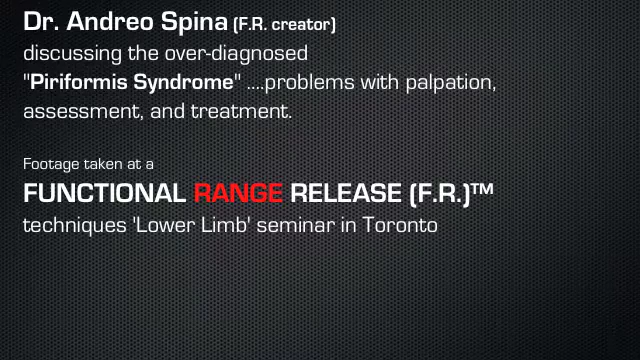 Dr. Andreo Spina (F.R. creator)
discussing the over-diagnosed
"Piriformis Syndrome" ....problems with palpation,
assessment, and treatment.
Footage taken at a
FUNCTIONAL RANGE RELEASE (F.R.)™
techniques 'Lower Limb' seminar in Toronto